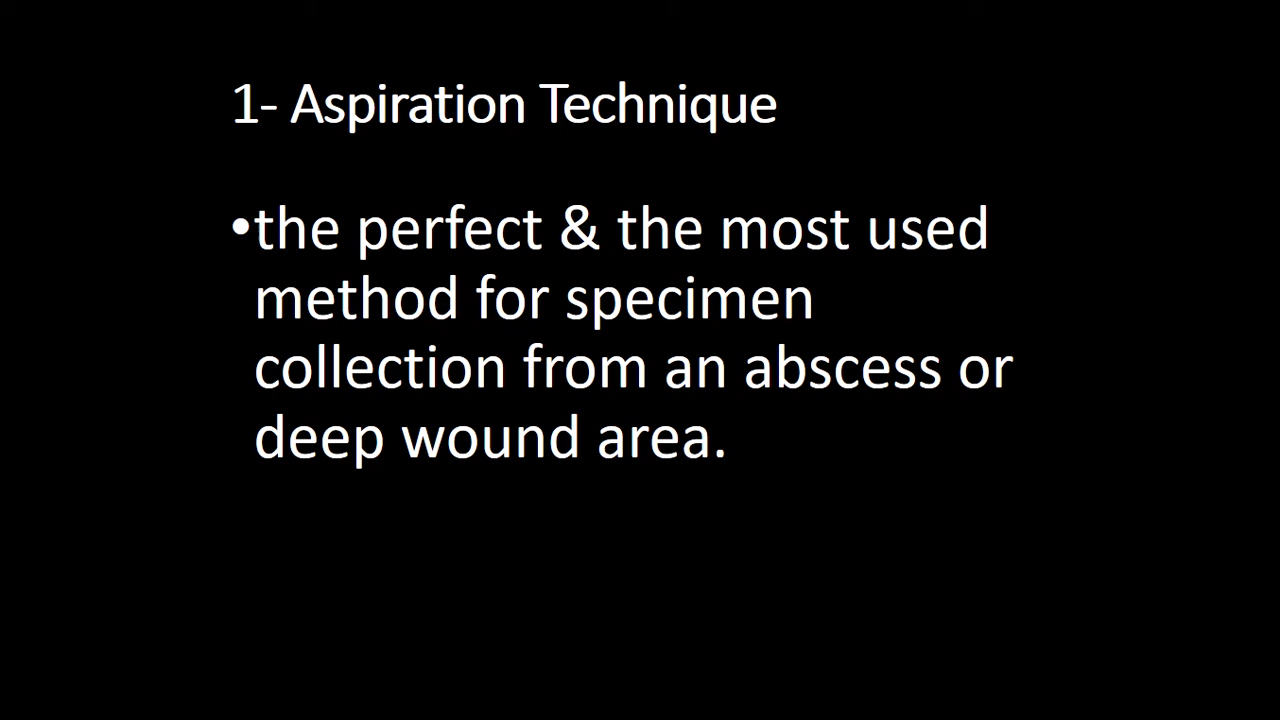 1- Aspiration Technique
•the perfect & the most used
method for specimen
collection from an abscess or
deep wound area.